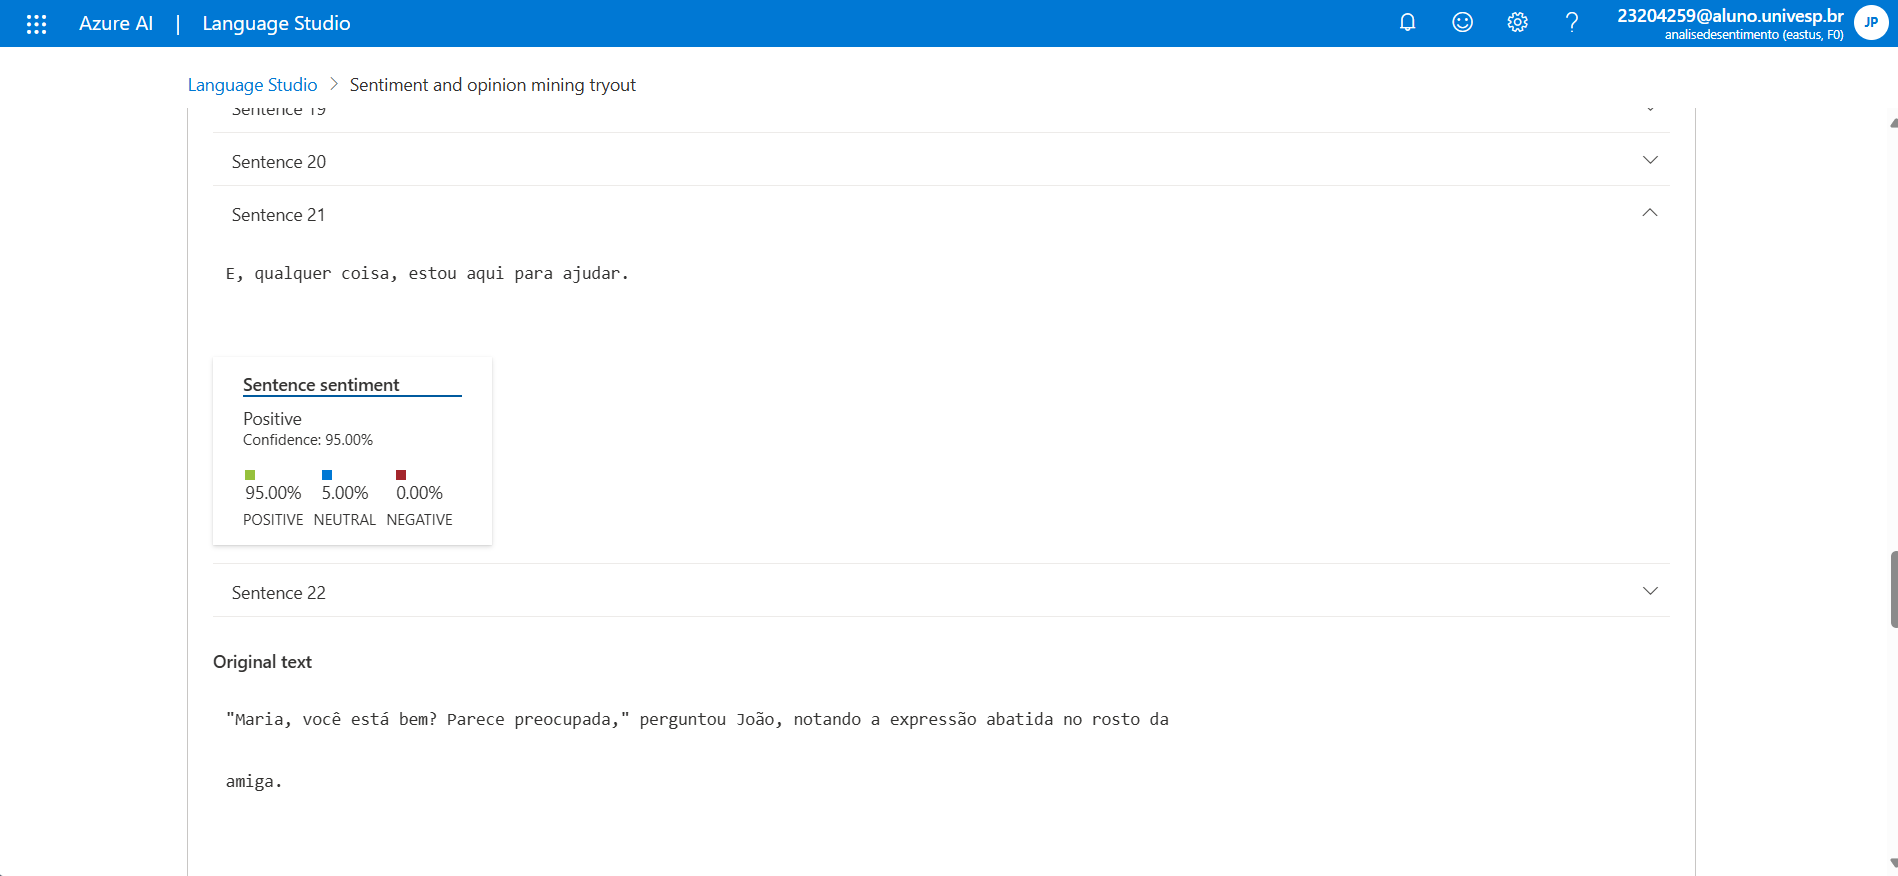 Azure AI | Language Studio
23204259@aluno.univesp.br
analisedesentimento (eastus, F0)
JP
Language Studio > Sentiment and opinion mining tryout
Sentence 19
Sentence 20
Sentence 21
E, qualquer coisa, estou aqui para ajudar.
Sentence sentiment
Positive
Confidence: 95.00%
95.00% 5.00% 0.00%
POSITIVE NEUTRAL NEGATIVE
Sentence 22
Original text
"Maria, você está bem? Parece preocupada," perguntou João, notando a expressão abatida no rosto da
amiga.